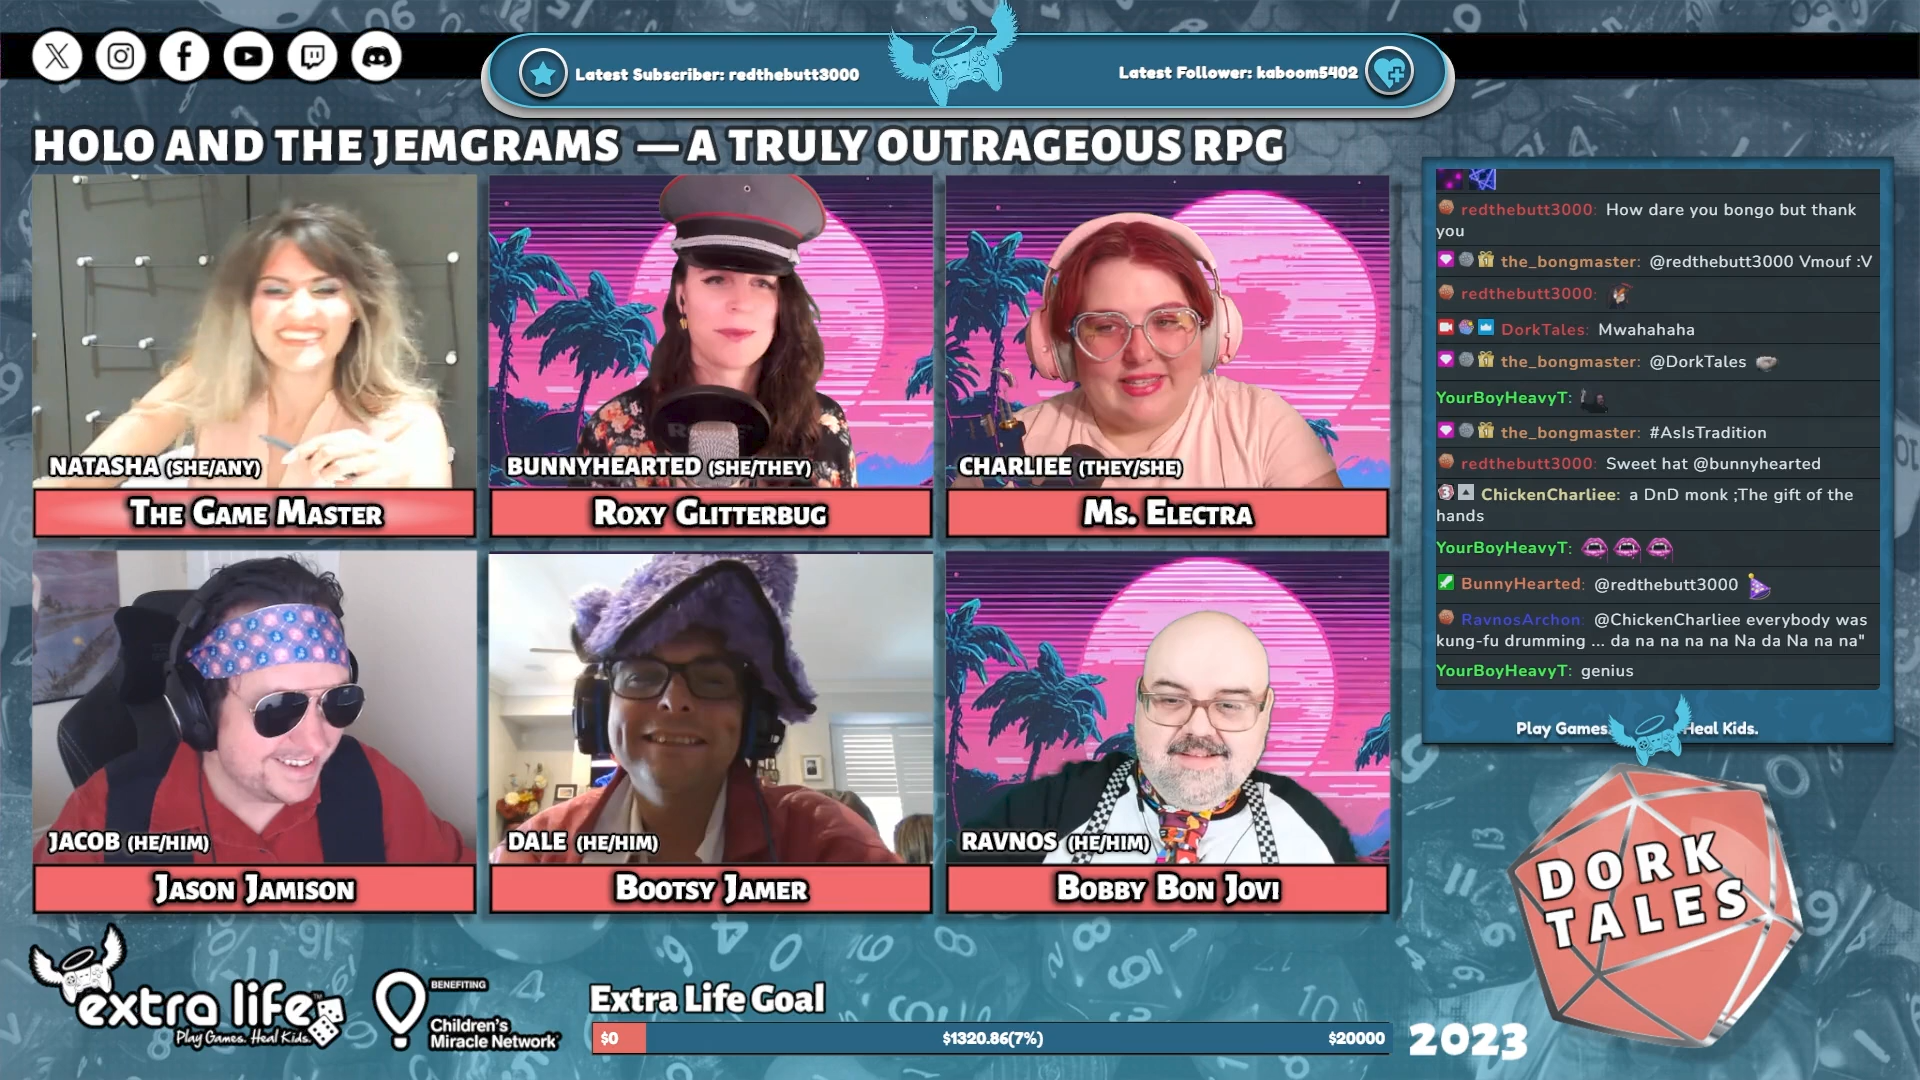 Latest Subscriber: redthebutt3000
Latest Follower: kaboom5402
HOLO AND THE JEMGRAMS — A TRULY OUTRAGEOUS RPG
NATASHA (SHE/ANY)
THE GAME MASTER
BUNNYHEARTED (SHE/THEY)
ROXY GLITTERBUG
CHARLIEE (THEY/SHE)
MS. ELECTRA
JACOB (HE/HIM)
JASON JAMISON
DALE (HE/HIM)
BOOTSY JAMER
RAVNOS (HE/HIM)
BOBBY BON JOVI
redthebutt3000: How dare you bongo but thank
you
the_bongmaster: @redthebutt3000 Vmouf :V
redthebutt3000:
DorkTales: Mwahahaha
the_bongmaster: @DorkTales
YourBoyHeavyT:
the_bongmaster: #AsIsTradition
redthebutt3000: Sweet hat @bunnyhearted
ChickenCharliee: a DnD monk ;The gift of the
hands
YourBoyHeavyT:
BunnyHearted: @redthebutt3000
RavnosArchon: @ChickenCharliee everybody was
kung-fu drumming ... da na na na na Na da Na na na"
YourBoyHeavyT: genius
Play Games. Heal Kids.
DORK
TALES
extra life
Play Games. Heal Kids.
BENEFITING
Children's
Miracle Network
Extra Life Goal
$0
$1320.86(7%)
$20000
2023